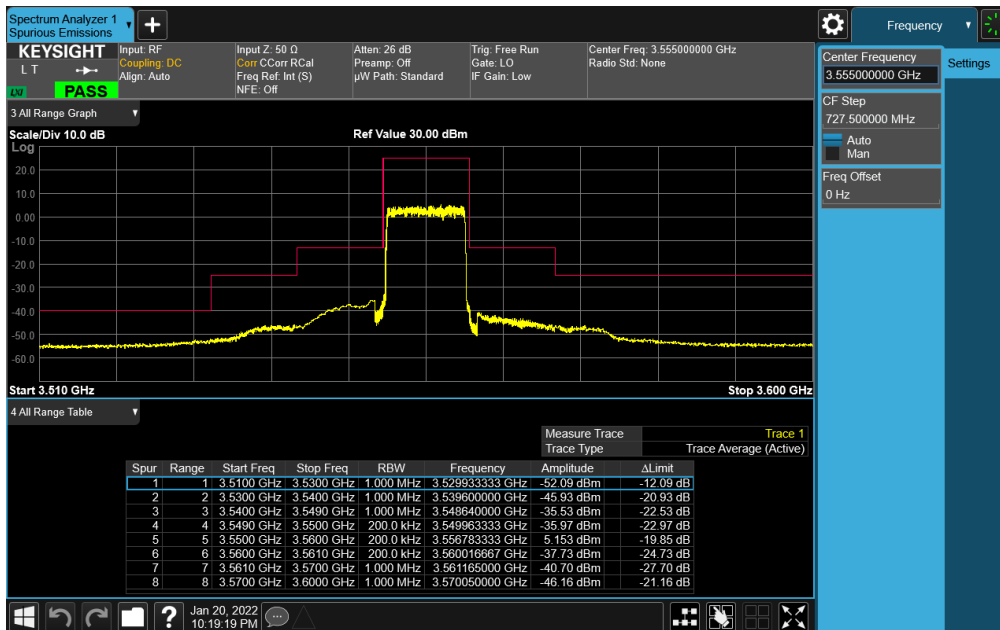 Spectrum Analyzer 1
Spurious Emissions
Frequency
KEYSIGHT
L T
LXI
PASS
Input: RF
Coupling: DC
Align: Auto
Input Z: 50 Ω
Corr CCorr RCal
Freq Ref: Int (S)
NFE: Off
Atten: 26 dB
Preamp: Off
µW Path: Standard
Trig: Free Run
Gate: LO
IF Gain: Low
Center Freq: 3.555000000 GHz
Radio Std: None
Center Frequency
3.555000000 GHz
Settings
CF Step
727.500000 MHz
Auto
Man
Freq Offset
0 Hz
3 All Range Graph
Scale/Div 10.0 dB
Ref Value 30.00 dBm
Log
20.0
10.0
0.00
-10.0
-20.0
-30.0
-40.0
-50.0
-60.0
Start 3.510 GHz
Stop 3.600 GHz
4 All Range Table
Measure Trace Trace 1
Trace Type Trace Average (Active)
Spur Range Start Freq Stop Freq RBW Frequency Amplitude ΔLimit
1 1 3.5100 GHz 3.5300 GHz 1.000 MHz 3.529933333 GHz -52.09 dBm -12.09 dB
2 2 3.5300 GHz 3.5400 GHz 1.000 MHz 3.539600000 GHz -45.93 dBm -20.93 dB
3 3 3.5400 GHz 3.5490 GHz 1.000 MHz 3.548640000 GHz -35.53 dBm -22.53 dB
4 4 3.5490 GHz 3.5500 GHz 200.0 kHz 3.549963333 GHz -35.97 dBm -22.97 dB
5 5 3.5500 GHz 3.5600 GHz 200.0 kHz 3.556783333 GHz 5.153 dBm -19.85 dB
6 6 3.5600 GHz 3.5610 GHz 200.0 kHz 3.560016667 GHz -37.73 dBm -24.73 dB
7 7 3.5610 GHz 3.5700 GHz 1.000 MHz 3.561165000 GHz -40.70 dBm -27.70 dB
8 8 3.5700 GHz 3.6000 GHz 1.000 MHz 3.570050000 GHz -46.16 dBm -21.16 dB
Jan 20, 2022
10:19:19 PM